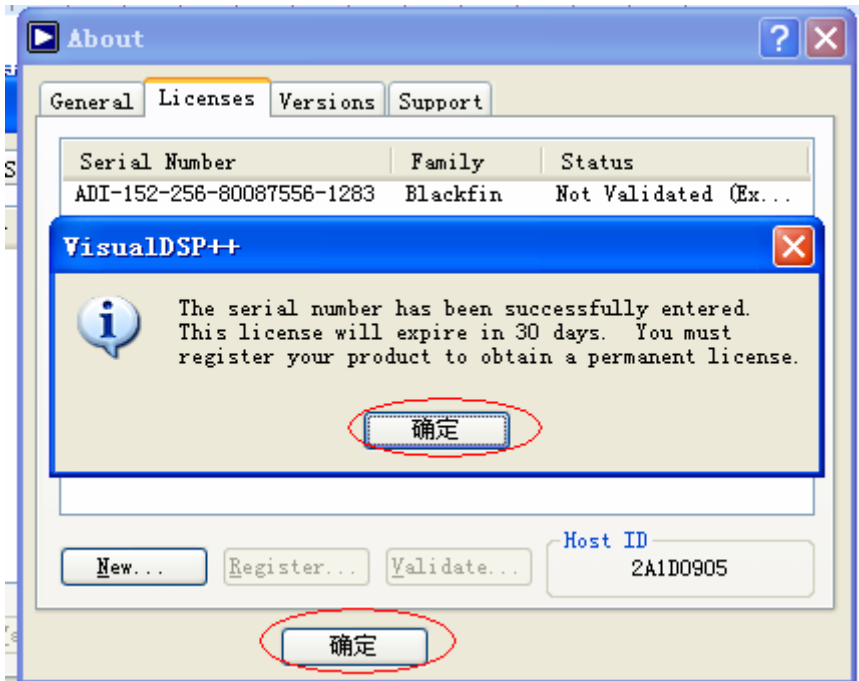 About
General Licenses Versions Support
Serial Number Family Status
ADI-152-256-80087556-1283 Blackfin Not Validated (Ex...
VisualDSP++
The serial number has been successfully entered.
This license will expire in 30 days. You must
register your product to obtain a permanent license.
确定
Host ID
New... Register... Validate... 2A1D0905
确定